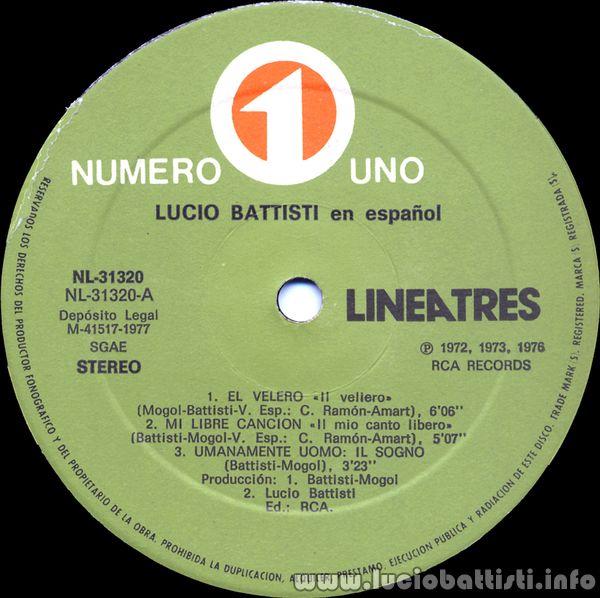 1
NUMERO UNO
LUCIO BATTISTI en español
NL-31320
NL-31320-A
Depósito Legal
M-41517-1977
SGAE
STEREO
LINEATRES
℗ 1972, 1973, 1976
RCA RECORDS
1. EL VELERO «Il veliero»
(Mogol-Battisti-V. Esp.: C. Ramón-Amart), 6'06''
2. MI LIBRE CANCION «Il mio canto libero»
(Battisti-Mogol-V. Esp.: C. Ramón-Amart), 5'07''
3. UMANAMENTE UOMO: IL SOGNO
(Battisti-Mogol), 3'23''
Producción: 1. Battisti-Mogol
2. Lucio Battisti
Ed.: RCA.
RESERVANOS LOS DERECHOS DEL PRODUCTOR FONOGRAFICO Y DEL PROPIETARIO DE LA OBRA. PROHIBIDA LA DUPLICACION, ALQUILER, PRESTAMO, EJECUCION PUBLICA Y RADIACION DE ESTE DISCO. TRADE MARK (S). REGISTERED. MARCA (S) REGISTRADA (S).
www.luciobattisti.info